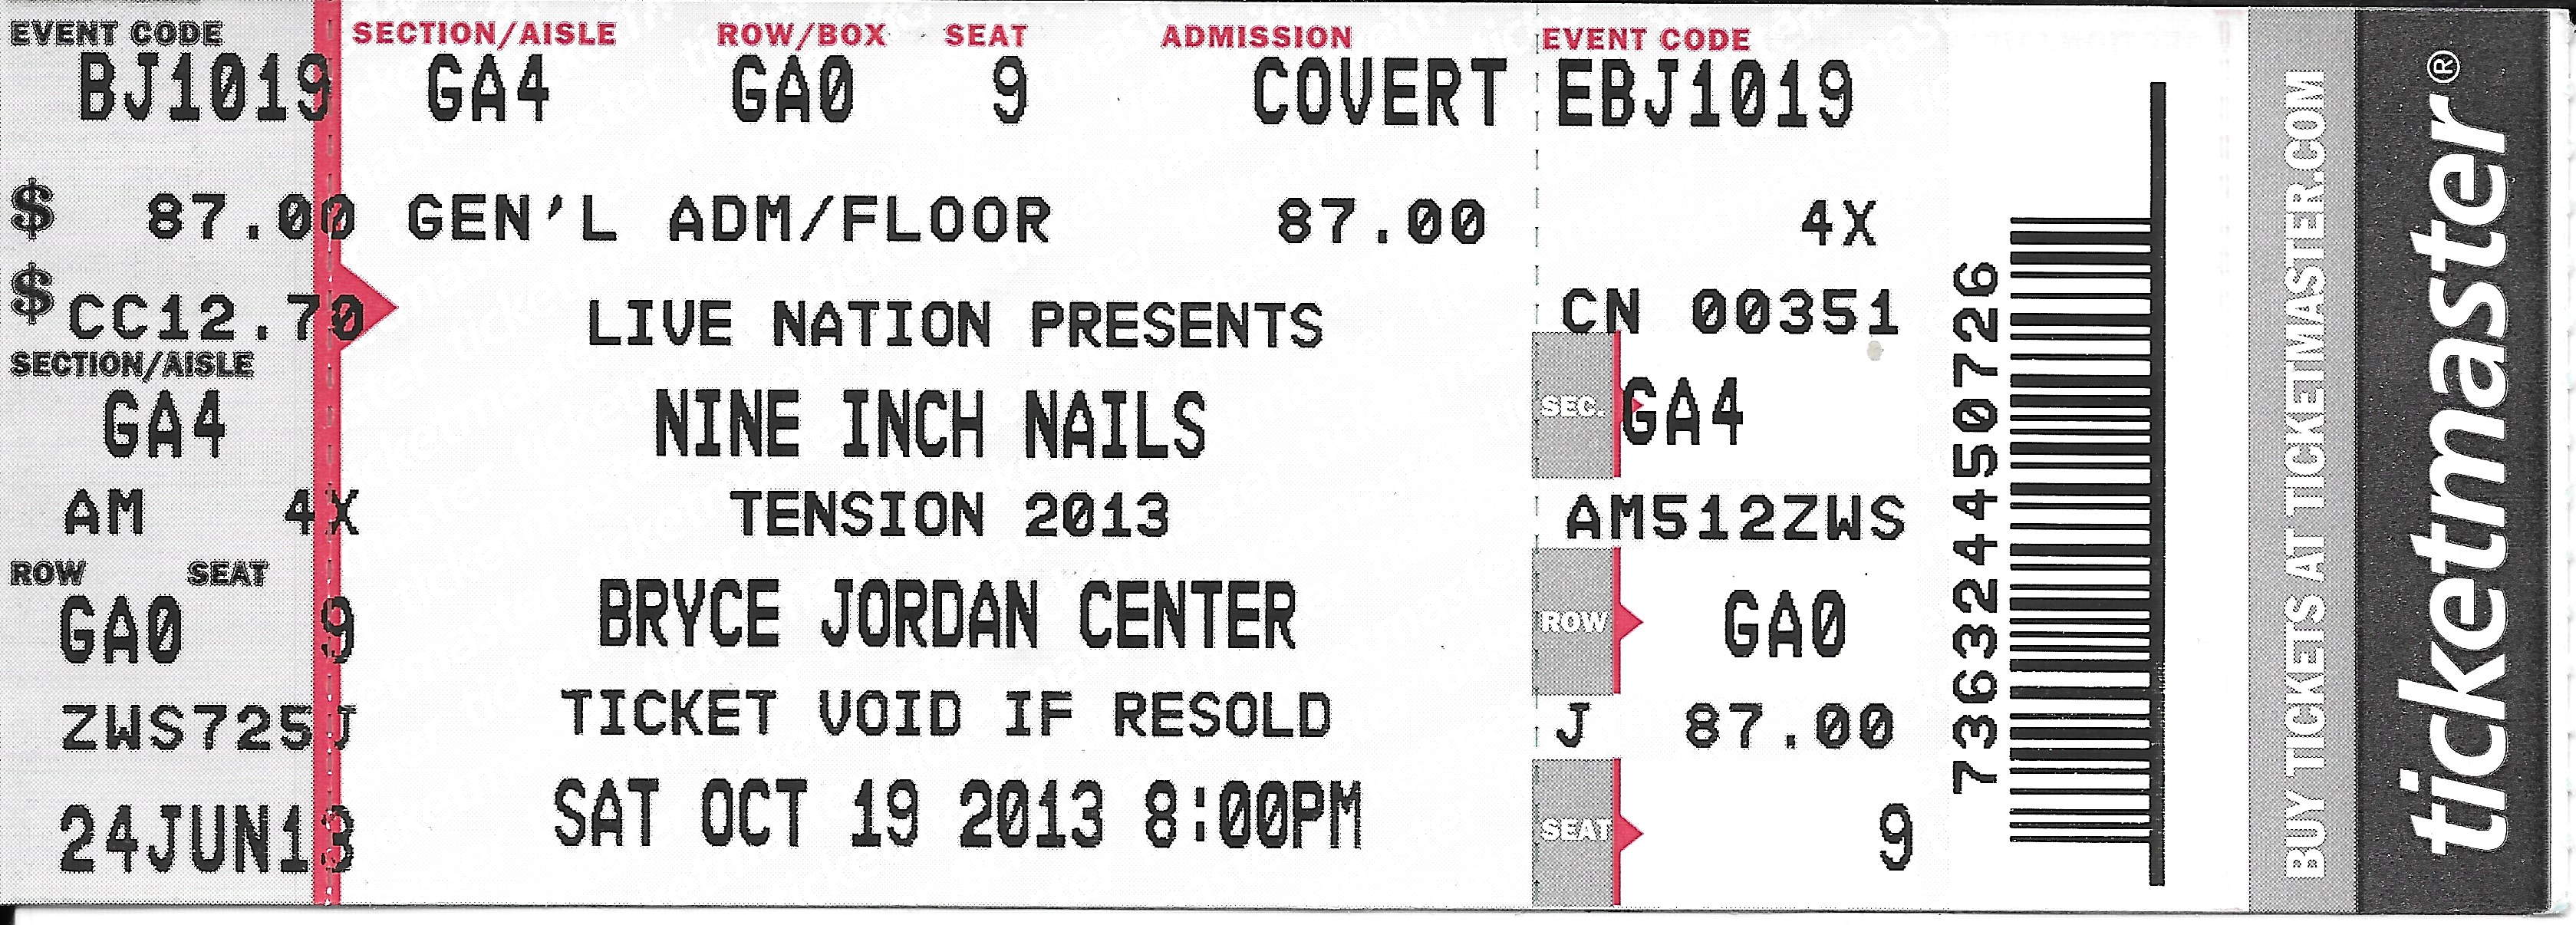 EVENT CODE
BJ1019
$ 87.00
$ CC12.70
SECTION/AISLE
GA4
AM 4X
ROW SEAT
GA0 9
ZWS725J
24JUN13
SECTION/AISLE ROW/BOX SEAT ADMISSION
GA4 GA0 9 COVERT
GEN'L ADM/FLOOR 87.00
LIVE NATION PRESENTS
NINE INCH NAILS
TENSION 2013
BRYCE JORDAN CENTER
TICKET VOID IF RESOLD
SAT OCT 19 2013 8:00PM
EVENT CODE
EBJ1019
4X
CN 00351
SEC. GA4
AM512ZWS
ROW GA0
J 87.00
SEAT 9
736324450726
BUY TICKETS AT TICKETMASTER.COM
ticketmaster®